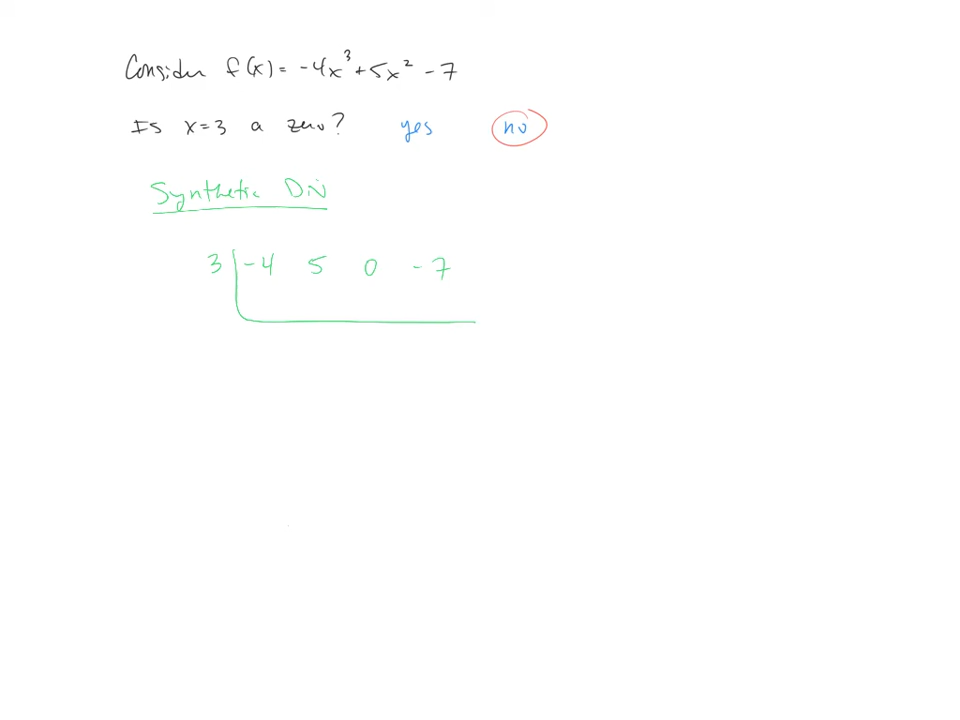 Consider f(x) = -4x³ + 5x² - 7
Is x=3 a zero? yes no
Synthetic Div
3 -4 5 0 -7